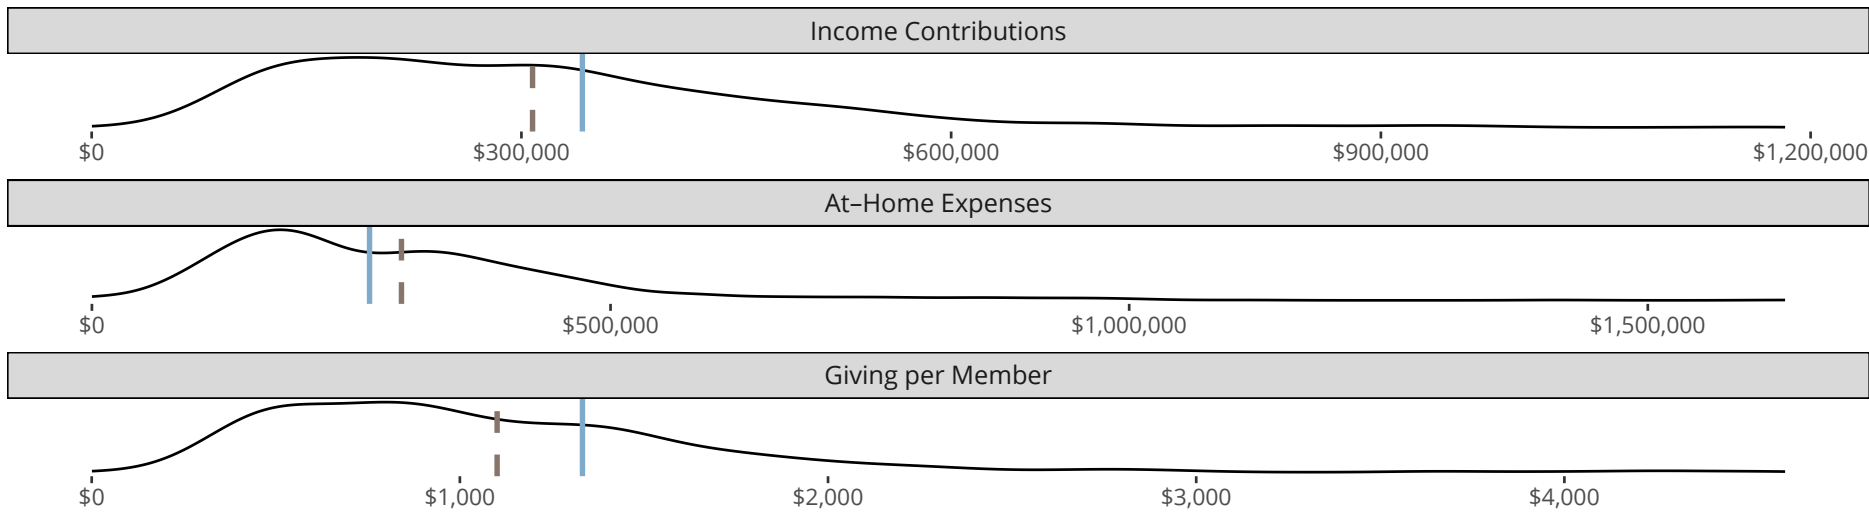 Income Contributions
$0 $300,000 $600,000 $900,000 $1,200,000
At–Home Expenses
$0 $500,000 $1,000,000 $1,500,000
Giving per Member
$0 $1,000 $2,000 $3,000 $4,000